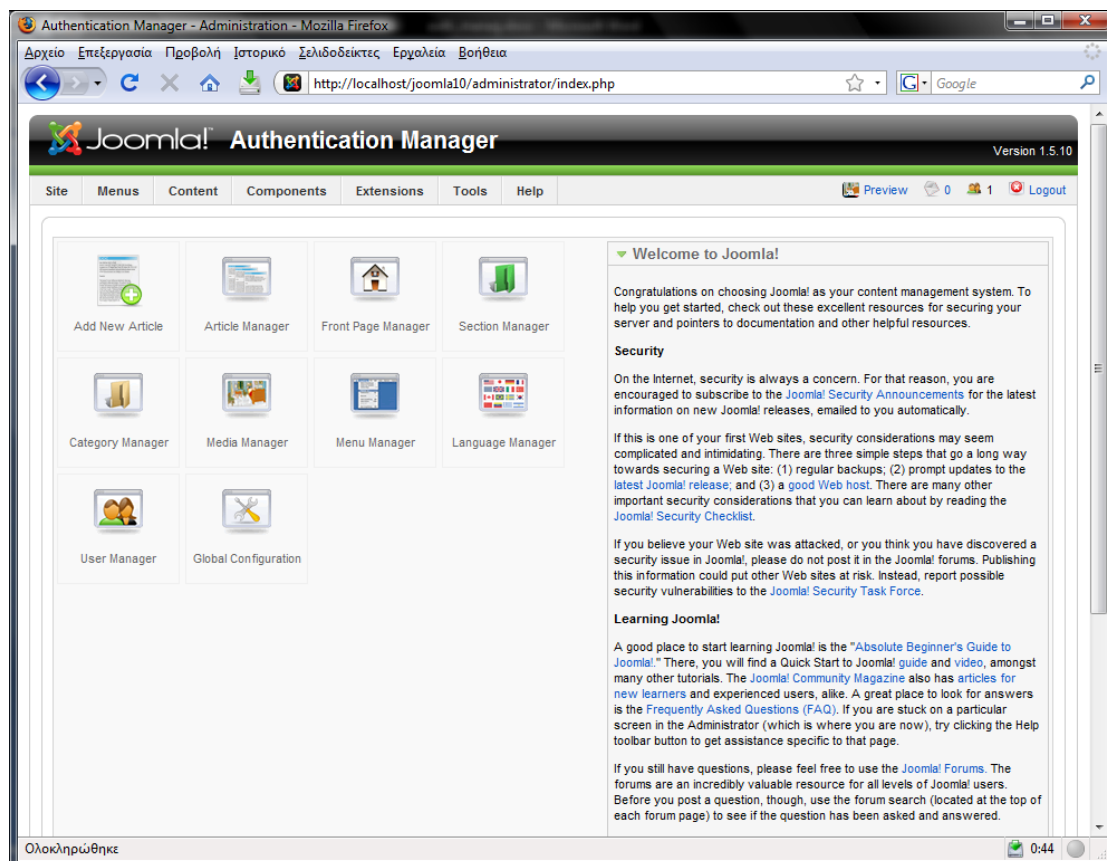 Authentication Manager - Administration - Mozilla Firefox
Αρχείο Επεξεργασία Προβολή Ιστορικό Σελιδοδείκτες Εργαλεία Βοήθεια
http://localhost/joomla10/administrator/index.php
G Google
Joomla! Authentication Manager
Version 1.5.10
Site Menus Content Components Extensions Tools Help
Preview 0 1 Logout
Add New Article Article Manager Front Page Manager Section Manager
Category Manager Media Manager Menu Manager Language Manager
User Manager Global Configuration
Welcome to Joomla!
Congratulations on choosing Joomla! as your content management system. To
help you get started, check out these excellent resources for securing your
server and pointers to documentation and other helpful resources.
Security
On the Internet, security is always a concern. For that reason, you are
encouraged to subscribe to the Joomla! Security Announcements for the latest
information on new Joomla! releases, emailed to you automatically.
If this is one of your first Web sites, security considerations may seem
complicated and intimidating. There are three simple steps that go a long way
towards securing a Web site: (1) regular backups; (2) prompt updates to the
latest Joomla! release; and (3) a good Web host. There are many other
important security considerations that you can learn about by reading the
Joomla! Security Checklist.
If you believe your Web site was attacked, or you think you have discovered a
security issue in Joomla!, please do not post it in the Joomla! forums. Publishing
this information could put other Web sites at risk. Instead, report possible
security vulnerabilities to the Joomla! Security Task Force.
Learning Joomla!
A good place to start learning Joomla! is the "Absolute Beginner's Guide to
Joomla!." There, you will find a Quick Start to Joomla! guide and video, amongst
many other tutorials. The Joomla! Community Magazine also has articles for
new learners and experienced users, alike. A great place to look for answers
is the Frequently Asked Questions (FAQ). If you are stuck on a particular
screen in the Administrator (which is where you are now), try clicking the Help
toolbar button to get assistance specific to that page.
If you still have questions, please feel free to use the Joomla! Forums. The
forums are an incredibly valuable resource for all levels of Joomla! users.
Before you post a question, though, use the forum search (located at the top of
each forum page) to see if the question has been asked and answered.
Ολοκληρώθηκε
0:44